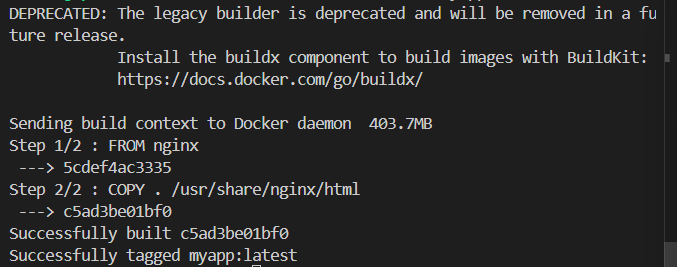 DEPRECATED: The legacy builder is deprecated and will be removed in a fu
ture release.
Install the buildx component to build images with BuildKit:
https://docs.docker.com/go/buildx/
Sending build context to Docker daemon  403.7MB
Step 1/2 : FROM nginx
---> 5cdef4ac3335
Step 2/2 : COPY . /usr/share/nginx/html
---> c5ad3be01bf0
Successfully built c5ad3be01bf0
Successfully tagged myapp:latest